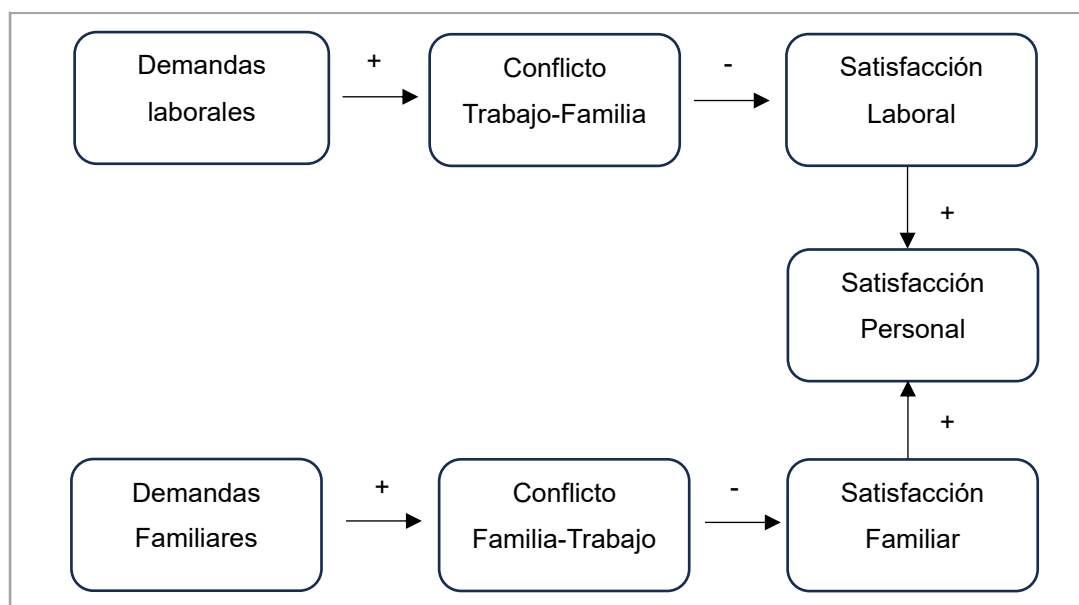 Demandas
laborales
+
Conflicto
Trabajo-Familia
-
Satisfacción
Laboral
+
Satisfacción
Personal
+
Demandas
Familiares
+
Conflicto
Familia-Trabajo
-
Satisfacción
Familiar